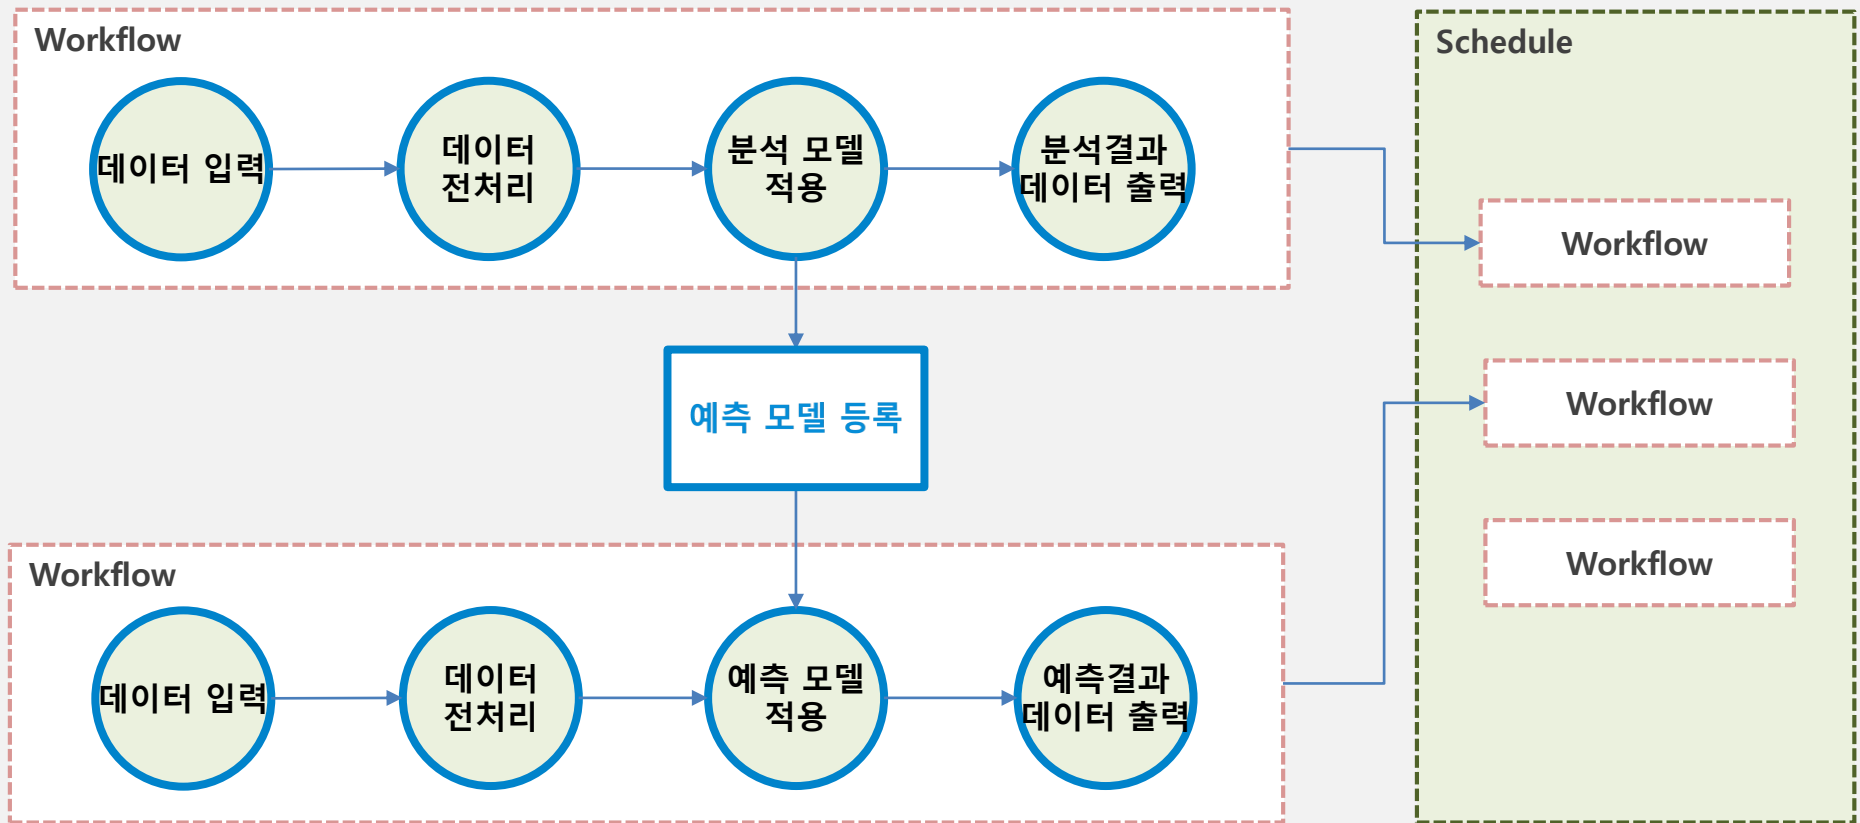 Workflow
데이터 입력
데이터
전처리
분석 모델
적용
분석결과
데이터 출력
예측 모델 등록
Workflow
데이터 입력
데이터
전처리
예측 모델
적용
예측결과
데이터 출력
Schedule
Workflow
Workflow
Workflow